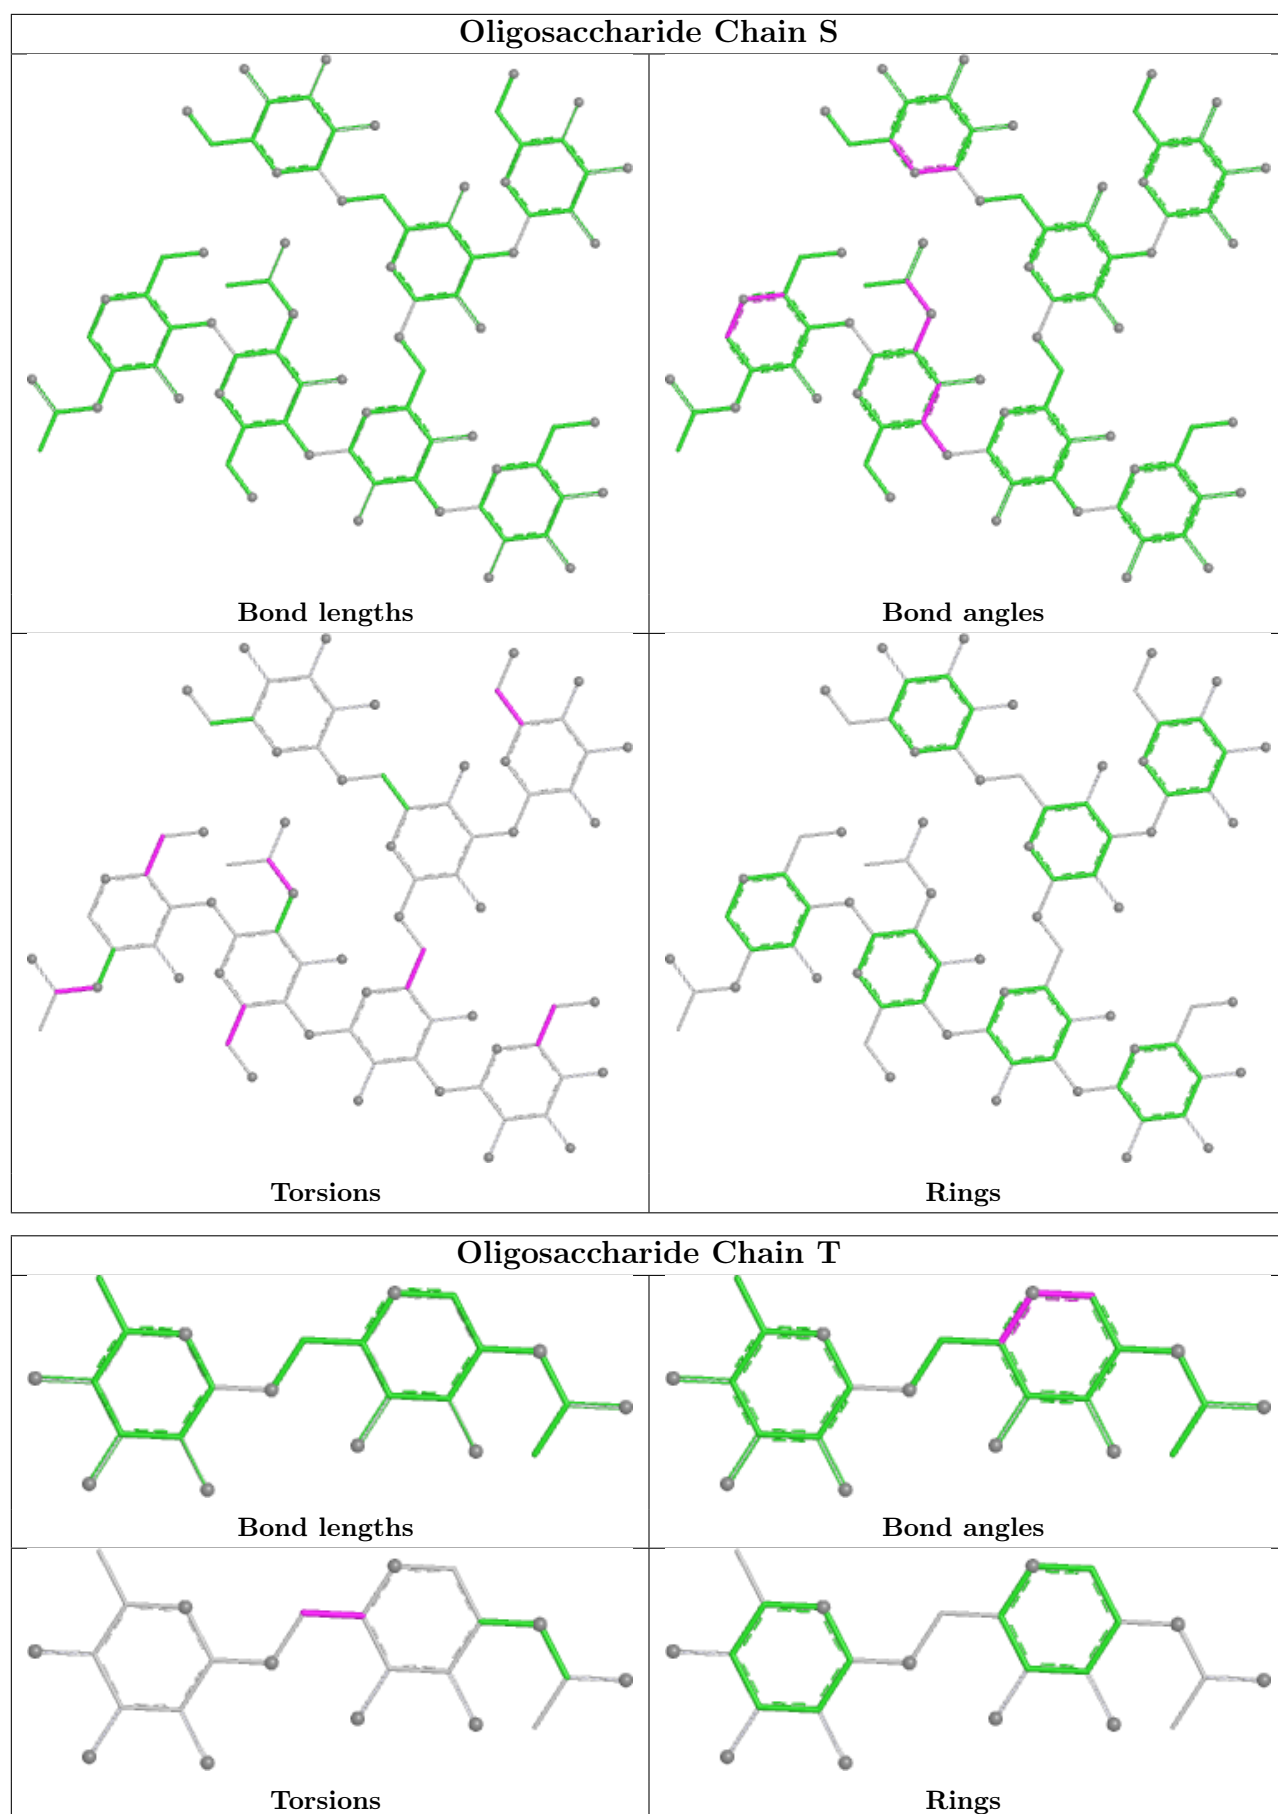 Oligosaccharide Chain S
Bond lengths
Bond angles
Torsions
Rings
Oligosaccharide Chain T
Bond lengths
Bond angles
Torsions
Rings